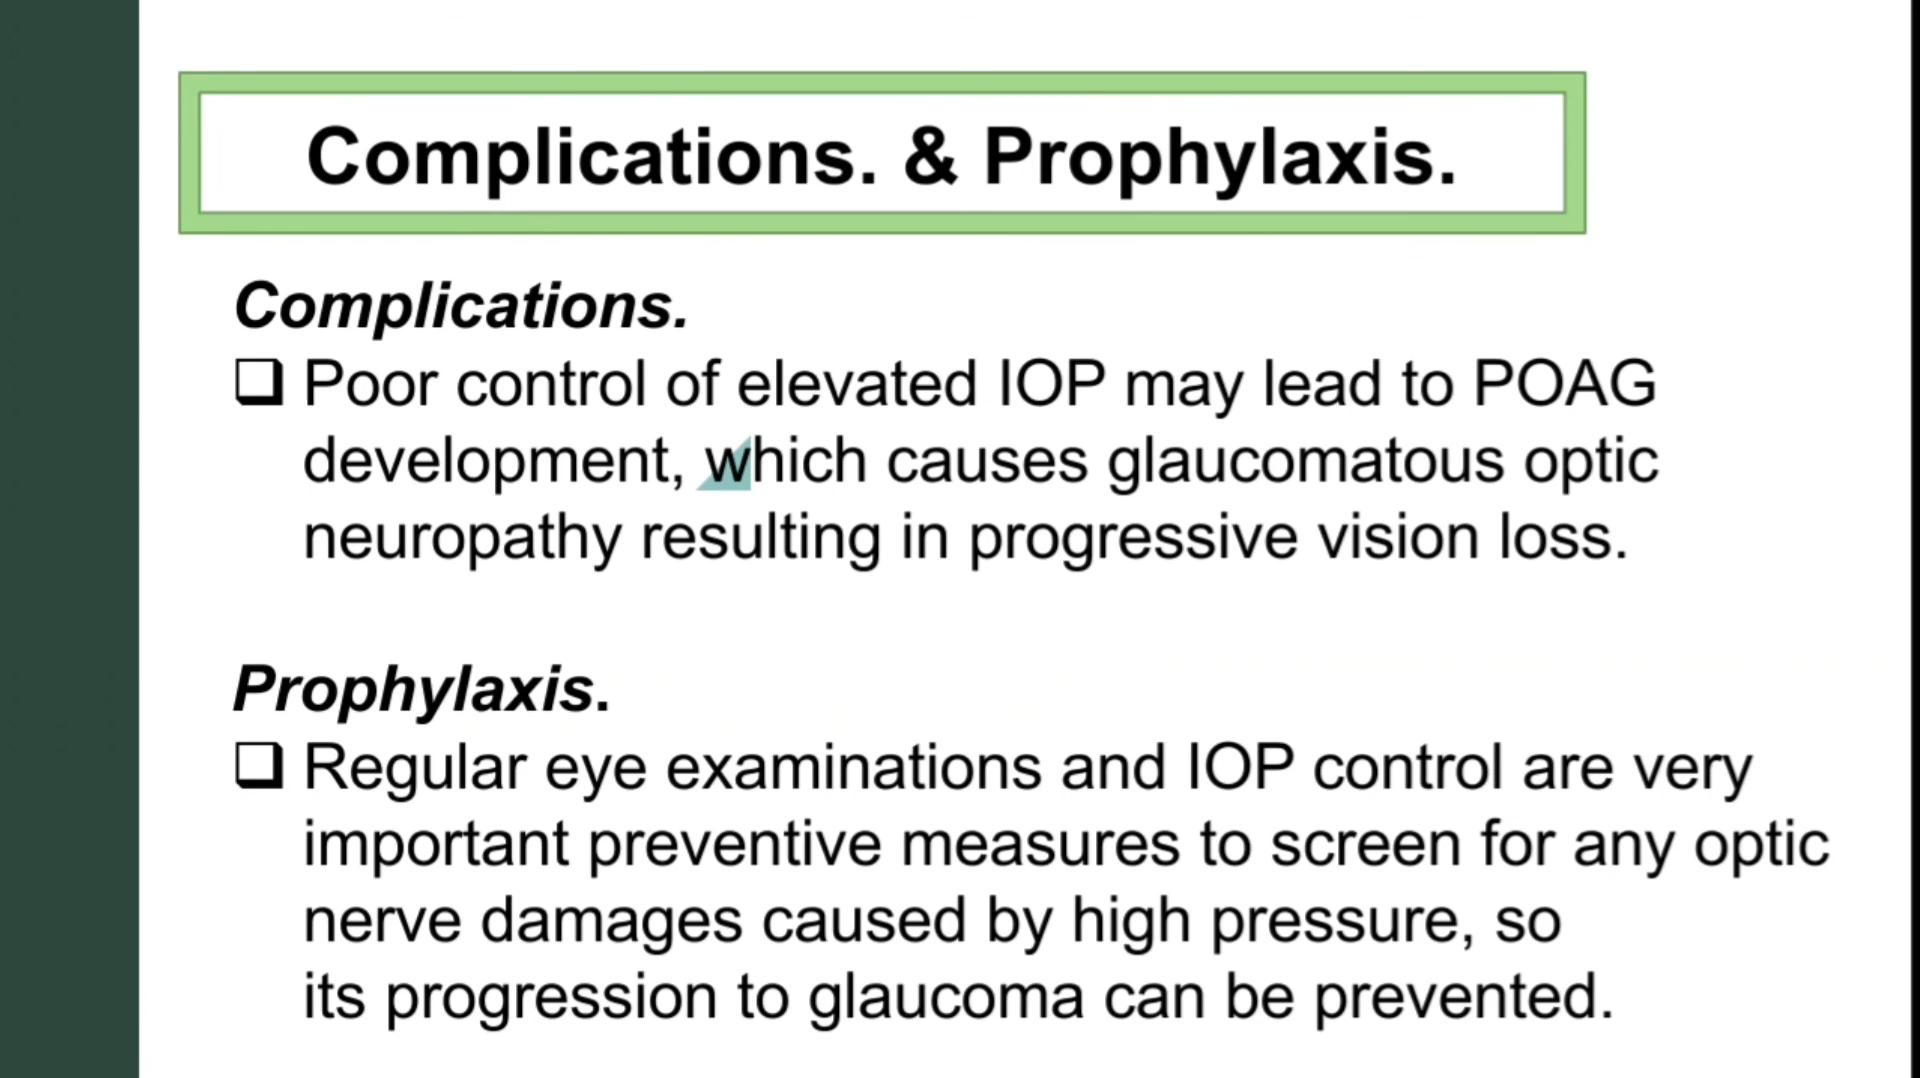 Complications. & Prophylaxis.
Complications.
❑ Poor control of elevated IOP may lead to POAG
development, which causes glaucomatous optic
neuropathy resulting in progressive vision loss.
Prophylaxis.
❑ Regular eye examinations and IOP control are very
important preventive measures to screen for any optic
nerve damages caused by high pressure, so
its progression to glaucoma can be prevented.